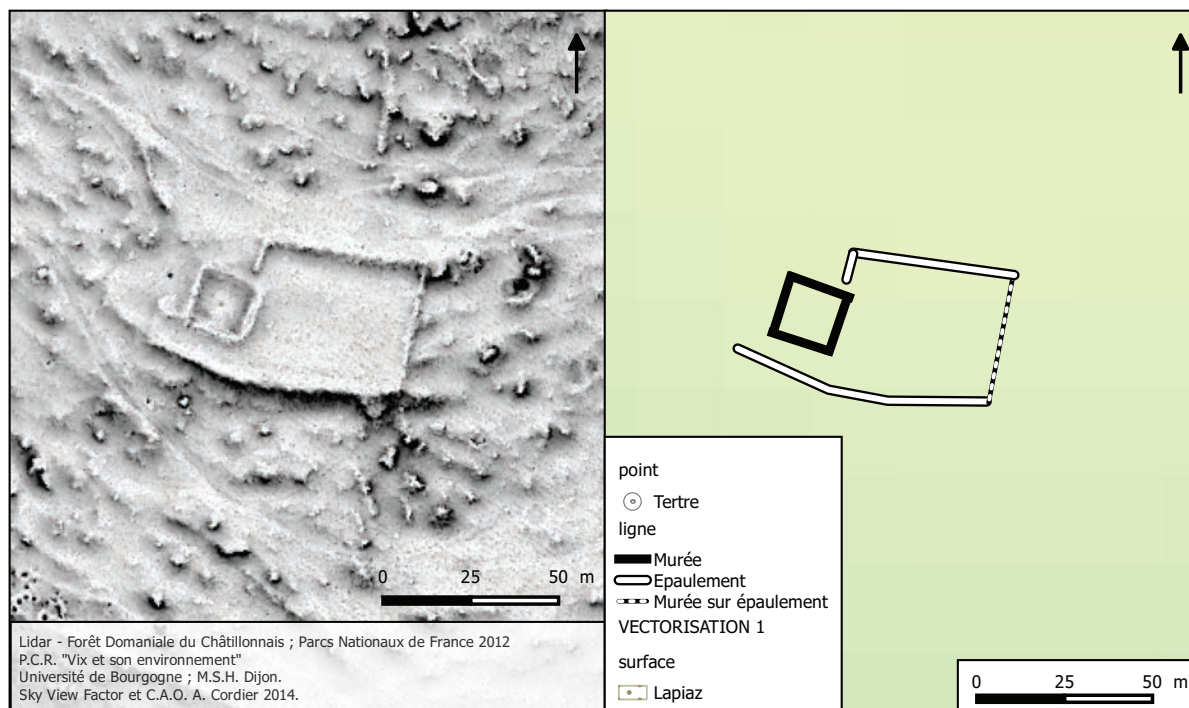 0 25 50 m
Lidar - Forêt Domaniale du Châtillonnais ; Parcs Nationaux de France 2012
P.C.R. "Vix et son environnement"
Université de Bourgogne ; M.S.H. Dijon.
Sky View Factor et C.A.O. A. Cordier 2014.
point
Tertre
ligne
Murée
Epaulement
Murée sur épaulement
VECTORISATION 1
surface
Lapiaz
0 25 50 m